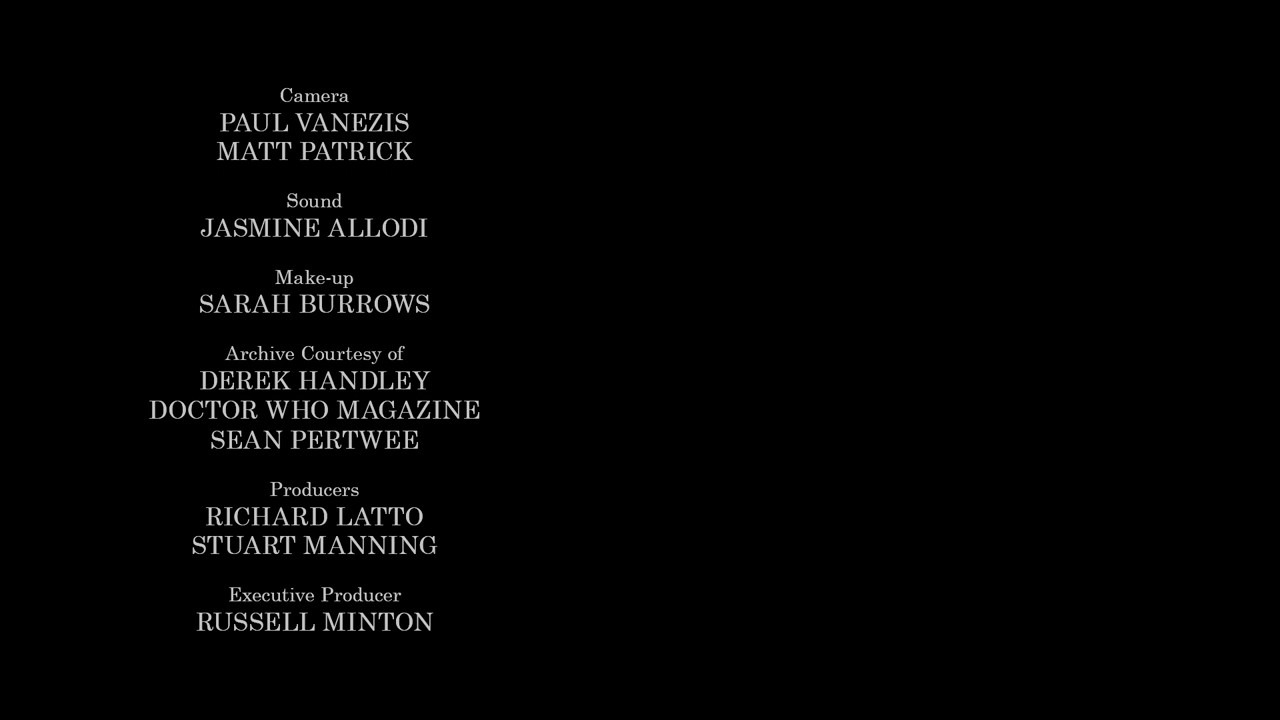 Camera
PAUL VANEZIS
MATT PATRICK
Sound
JASMINE ALLODI
Make-up
SARAH BURROWS
Archive Courtesy of
DEREK HANDLEY
DOCTOR WHO MAGAZINE
SEAN PERTWEE
Producers
RICHARD LATTO
STUART MANNING
Executive Producer
RUSSELL MINTON